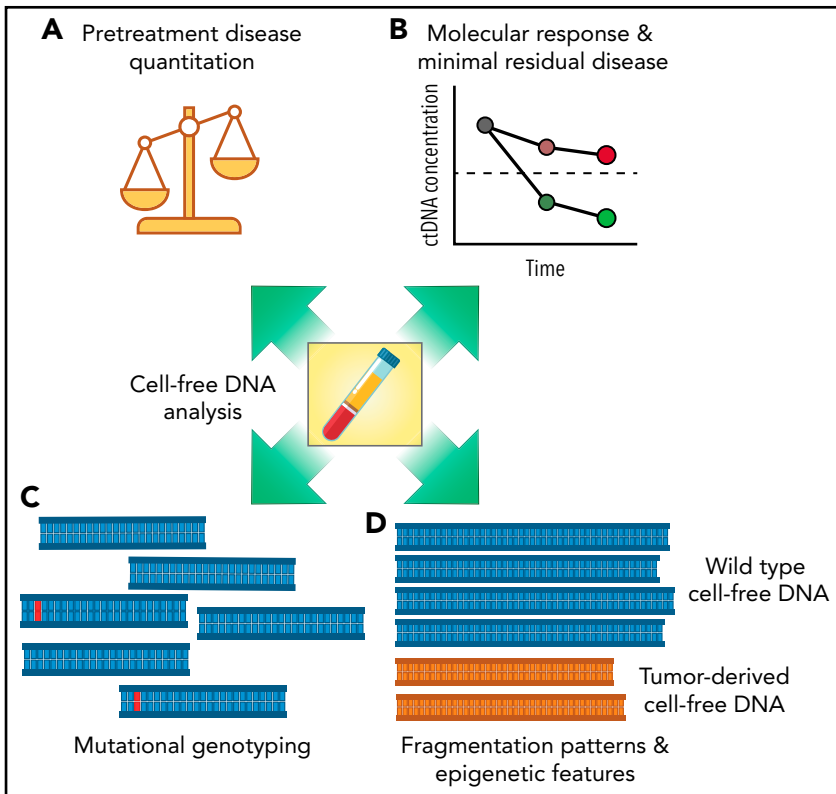 A
Pretreatment disease
quantitation
B
Molecular response &
minimal residual disease
ctDNA concentration
Time
Cell-free DNA
analysis
C
Mutational genotyping
D
Wild type
cell-free DNA
Tumor-derived
cell-free DNA
Fragmentation patterns &
epigenetic features